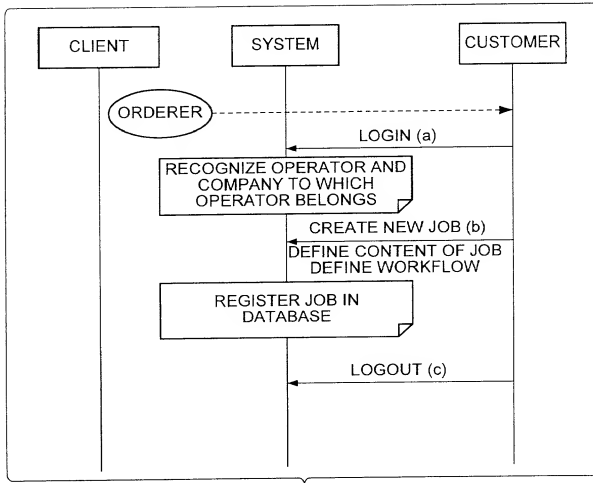 CLIENT
SYSTEM
CUSTOMER
ORDERER
LOGIN (a)
RECOGNIZE OPERATOR AND
COMPANY TO WHICH
OPERATOR BELONGS
CREATE NEW JOB (b)
DEFINE CONTENT OF JOB
DEFINE WORKFLOW
REGISTER JOB IN
DATABASE
LOGOUT (c)